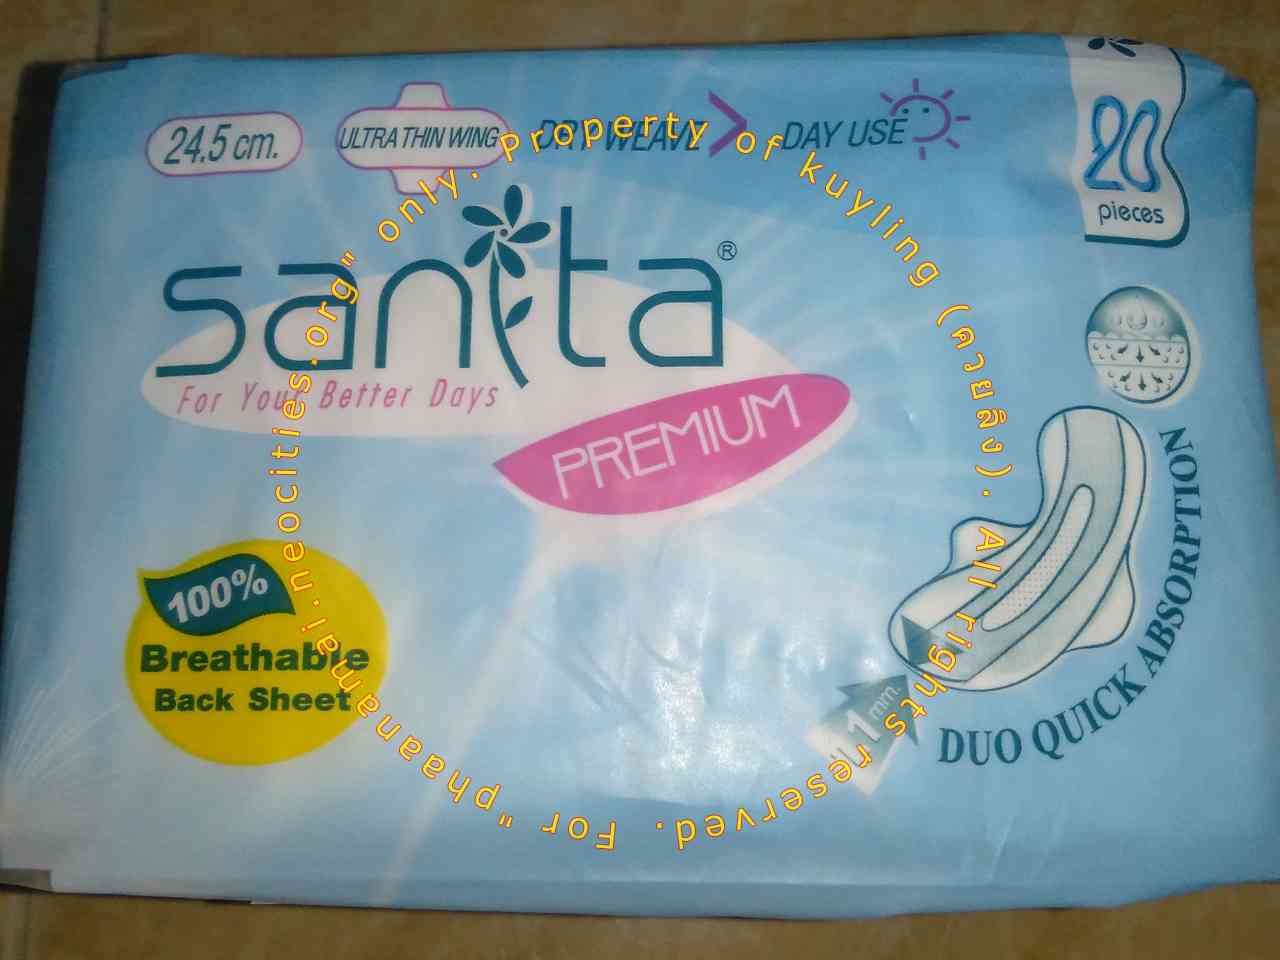 24.5 cm.
ULTRA THIN WING
DRY WEAVE
DAY USE
20
pieces
sanita®
For Your Better Days
PREMIUM
100%
Breathable
Back Sheet
1 mm.
DUO QUICK ABSORPTION
Property of kuyling (ควยลิง). All rights reserved. For "phaanamai.neocities.org" only.